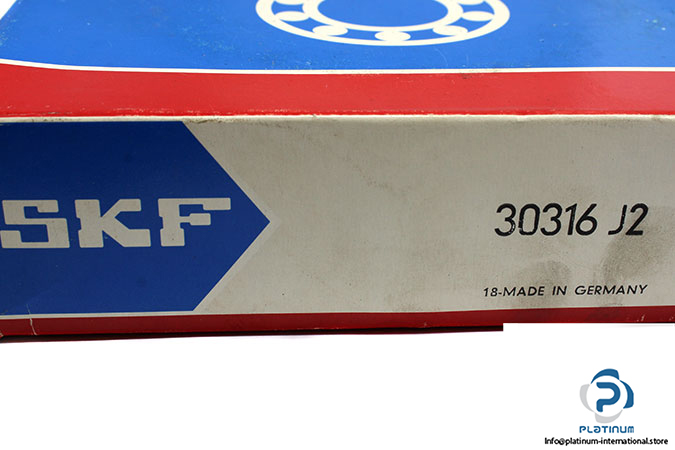 SKF
30316 J2
18-MADE IN GERMANY
PLATINUM
Info@platinum-international.store